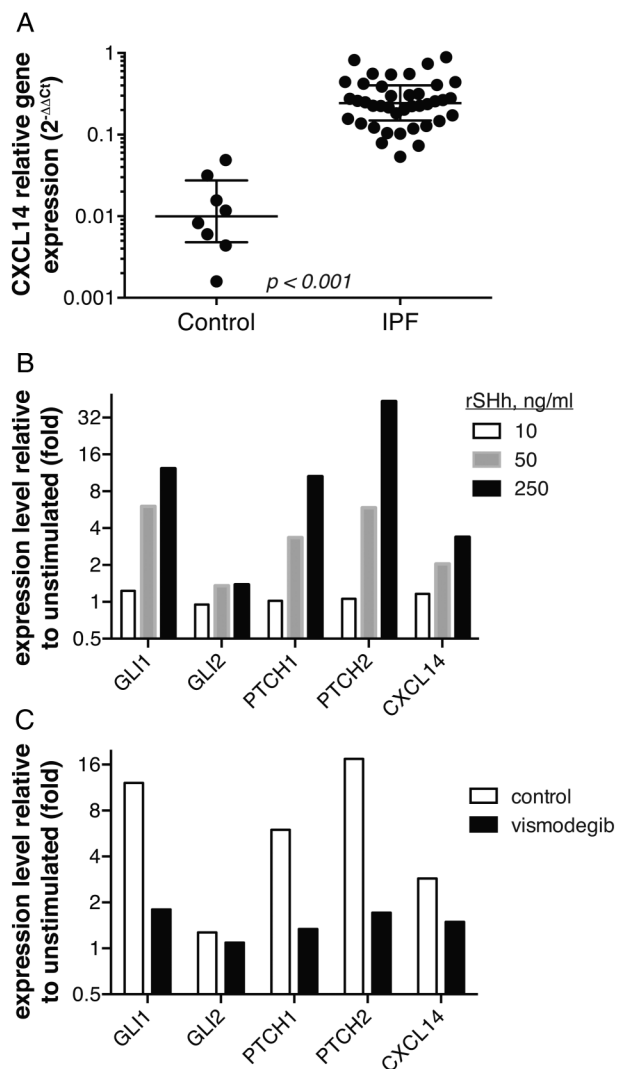 A
CXCL14 relative gene
expression (2-ΔΔCt)
1
0.1
0.01
0.001
p < 0.001
Control
IPF
B
expression level relative
to unstimulated (fold)
32
16
8
4
2
1
0.5
rSHh, ng/ml
10
50
250
GLI1
GLI2
PTCH1
PTCH2
CXCL14
C
expression level relative
to unstimulated (fold)
16
8
4
2
1
0.5
control
vismodegib
GLI1
GLI2
PTCH1
PTCH2
CXCL14